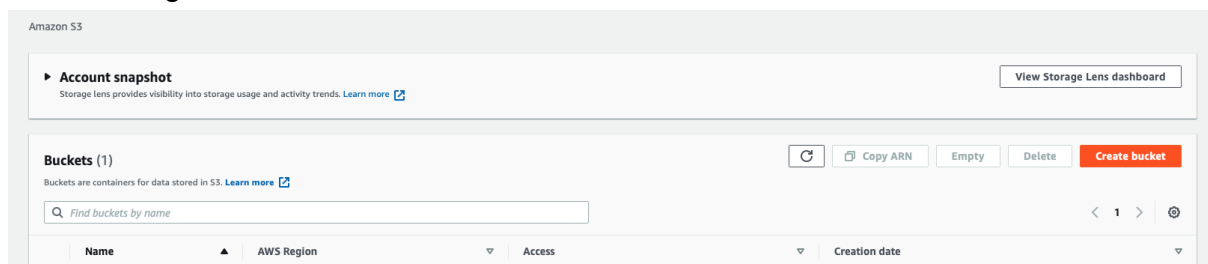 Amazon S3
Account snapshot
View Storage Lens dashboard
Storage lens provides visibility into storage usage and activity trends. Learn more
Buckets (1)
Copy ARN
Empty
Delete
Create bucket
Buckets are containers for data stored in S3. Learn more
Find buckets by name
1
Name
AWS Region
Access
Creation date